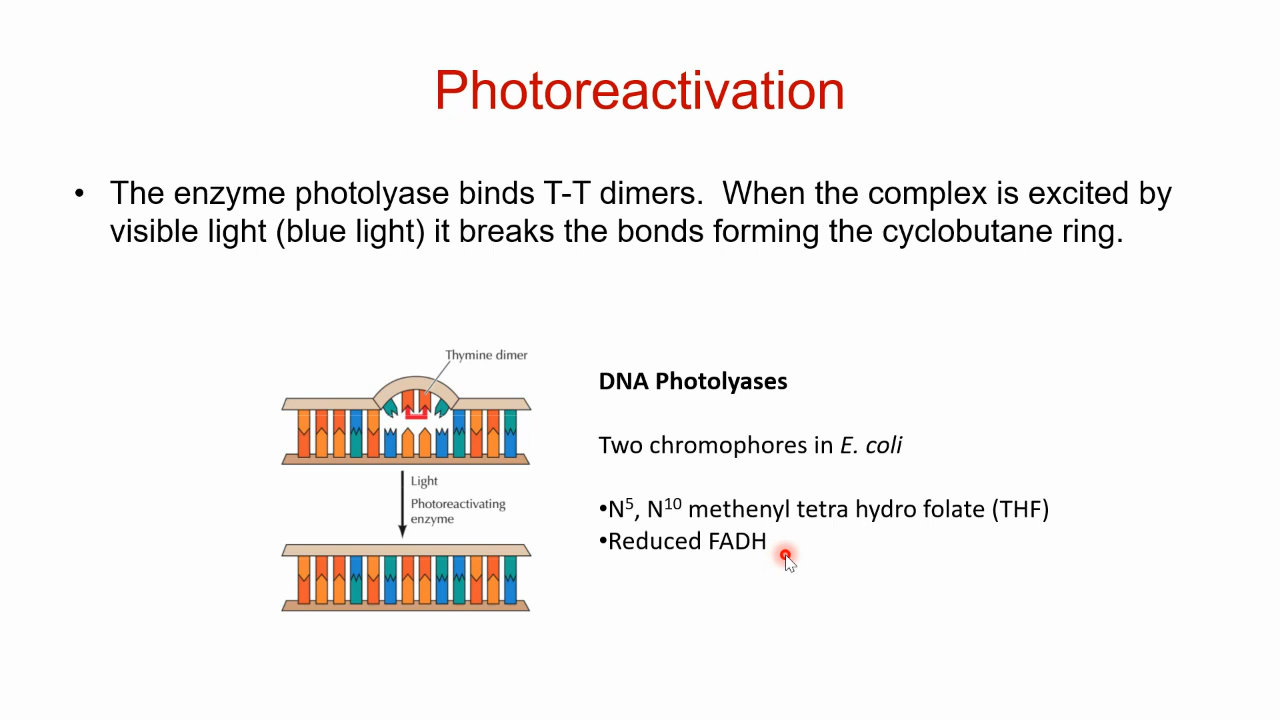 Photoreactivation
• The enzyme photolyase binds T-T dimers.  When the complex is excited by
visible light (blue light) it breaks the bonds forming the cyclobutane ring.
Thymine dimer
Light
Photoreactivating
enzyme
DNA Photolyases
Two chromophores in E. coli
•N⁵, N¹⁰ methenyl tetra hydro folate (THF)
•Reduced FADH